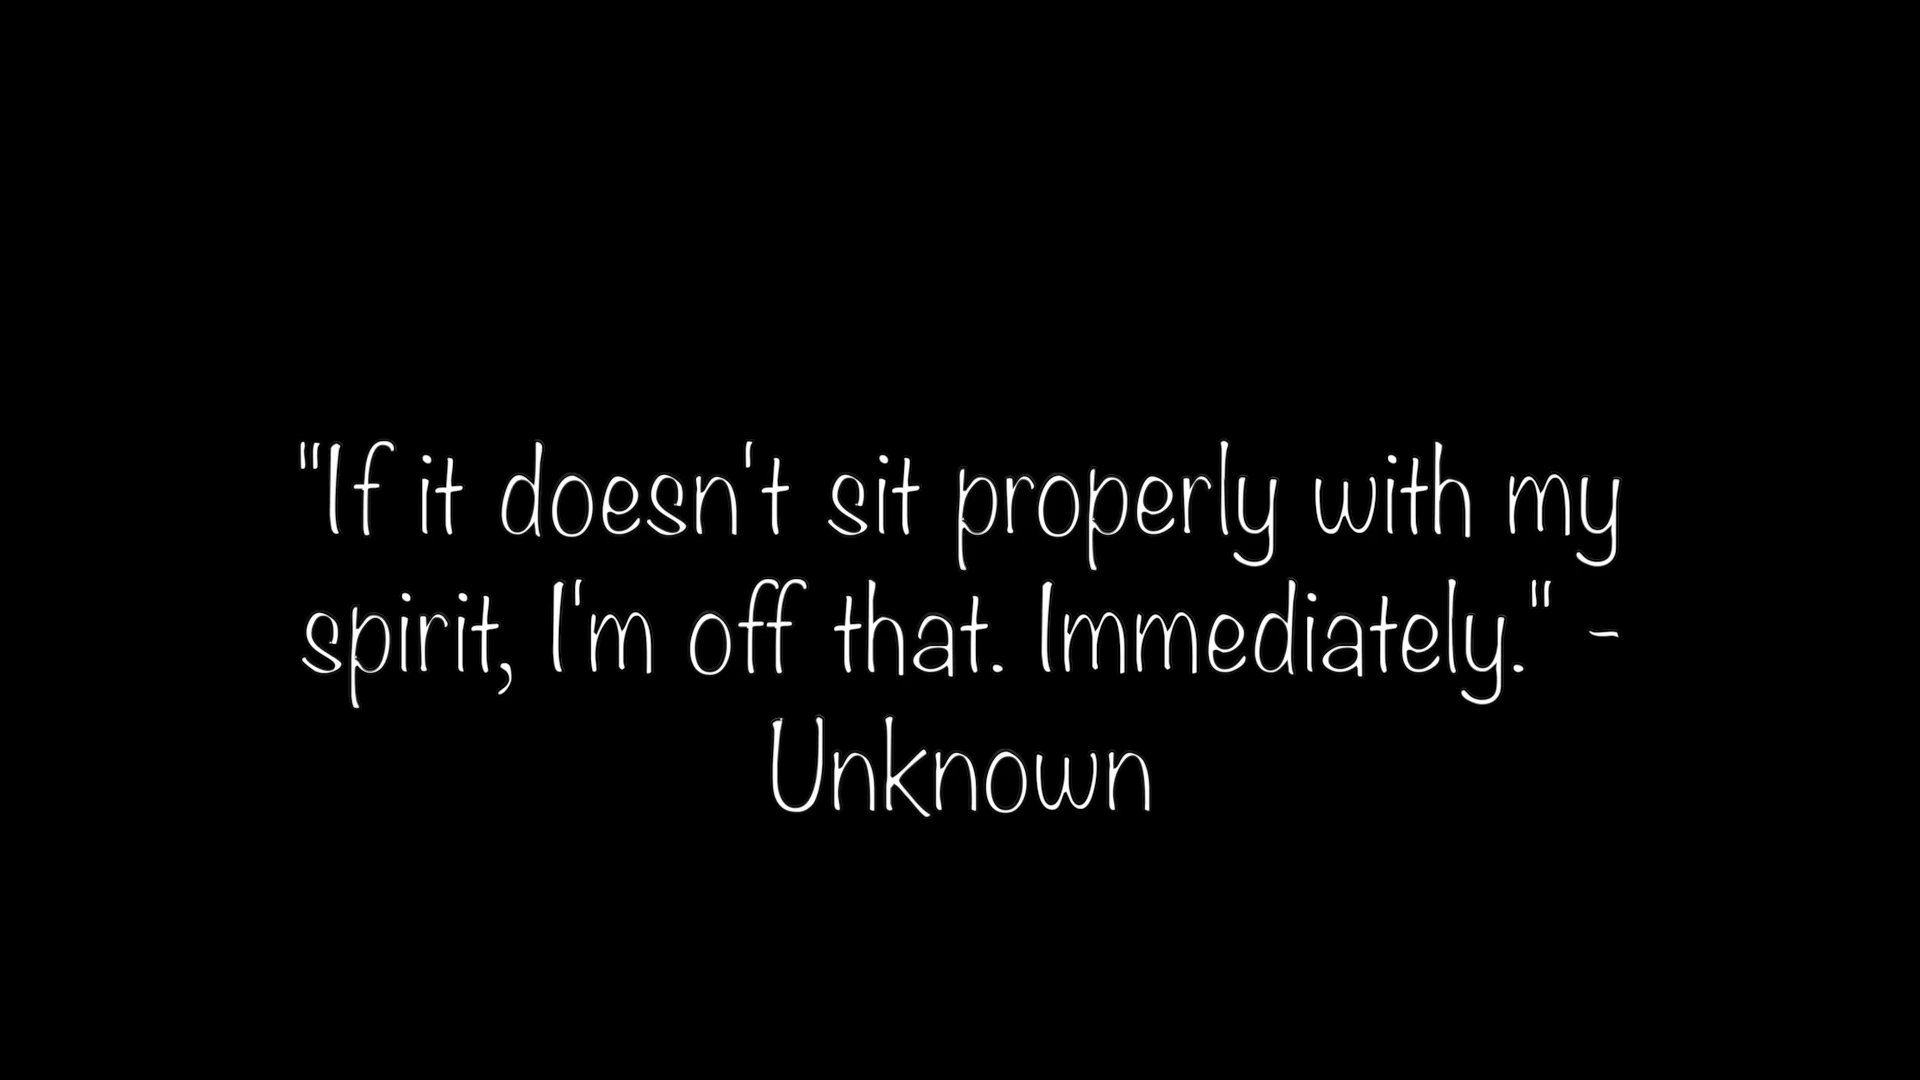 "If it doesn't sit properly with my
spirit, I'm off that. Immediately." -
Unknown